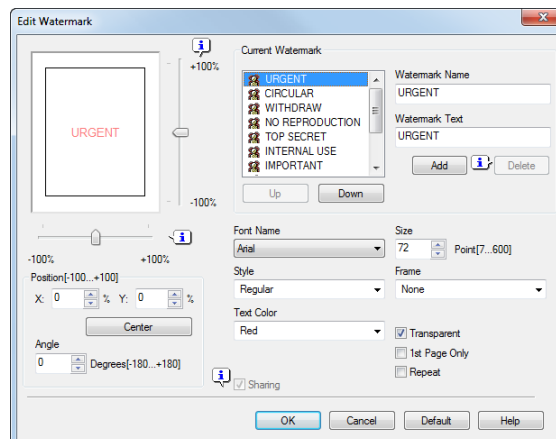 Edit Watermark
+100%
URGENT
-100%
-100%
+100%
Position[-100...+100]
X: 0 % Y: 0 %
Center
Angle
0 Degrees[-180...+180]
Current Watermark
URGENT
CIRCULAR
WITHDRAW
NO REPRODUCTION
TOP SECRET
INTERNAL USE
IMPORTANT
Up
Down
Watermark Name
URGENT
Watermark Text
URGENT
Add
Delete
Font Name
Arial
Size
72 Point[7...600]
Style
Regular
Frame
None
Text Color
Red
Transparent
1st Page Only
Repeat
Sharing
OK
Cancel
Default
Help